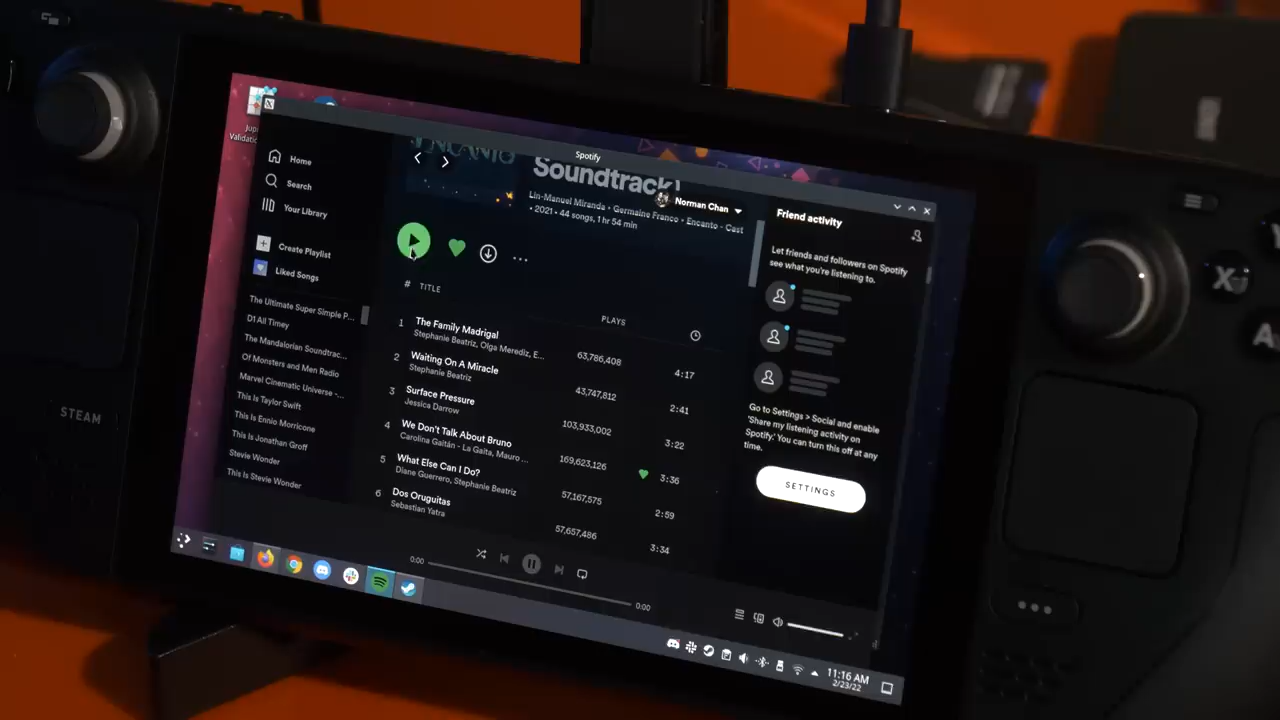 Spotify
Home
Search
Your Library
Create Playlist
Liked Songs
The Ultimate Super Simple P...
D1 All Timey
The Mandalorian Soundtrac...
Of Monsters and Men Radio
Marvel Cinematic Universe -...
This Is Taylor Swift
This Is Ennio Morricone
This Is Jonathan Groff
Stevie Wonder
This Is Stevie Wonder
ENCANTO
Soundtrack]
Norman Chan
Lin-Manuel Miranda • Germaine Franco • Encanto - Cast
• 2021 • 44 songs, 1 hr 54 min
# TITLE PLAYS
1 The Family Madrigal 63,786,408 4:17
Stephanie Beatriz, Olga Merediz, E...
2 Waiting On A Miracle 43,747,812 2:41
Stephanie Beatriz
3 Surface Pressure 103,933,002 3:22
Jessica Darrow
4 We Don't Talk About Bruno 169,623,126 3:36
Carolina Gaitán - La Gaita, Mauro ...
5 What Else Can I Do? 57,167,575 2:59
Diane Guerrero, Stephanie Beatriz
6 Dos Oruguitas 57,657,486 3:34
Sebastian Yatra
Friend activity
Let friends and followers on Spotify
see what you're listening to.
Go to Settings > Social and enable
'Share my listening activity on
Spotify.' You can turn this off at any
time.
SETTINGS
0:00
0:00
11:16 AM
2/23/22
STEAM
X
Y
A